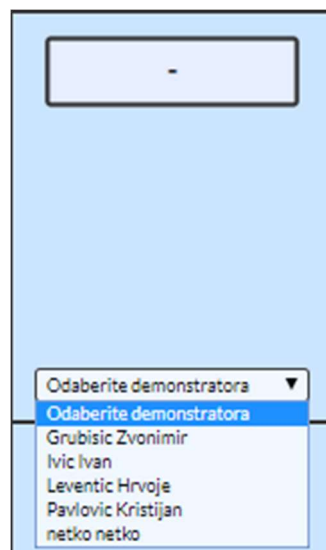 -
Odaberite demonstratora ▼
Odaberite demonstratora
Grubisic Zvonimir
Ivic Ivan
Leventic Hrvoje
Pavlovic Kristijan
netko netko